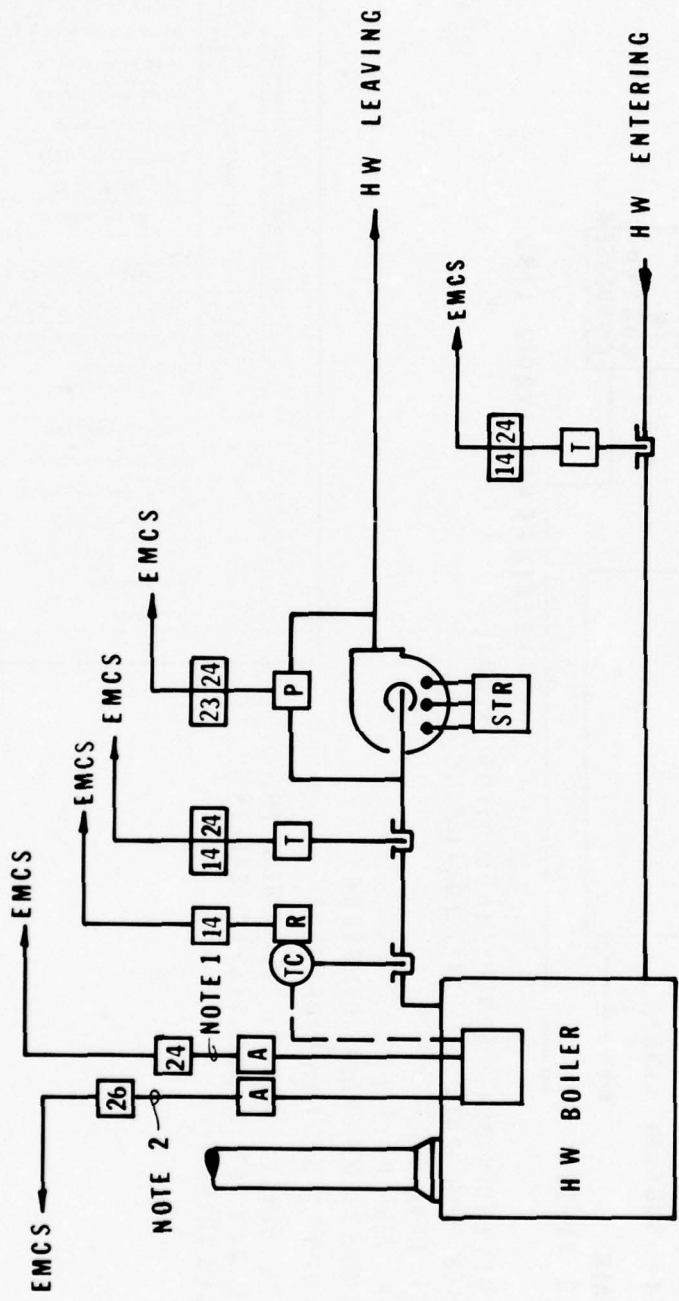 EMCS
26
NOTE 2
A
EMCS
24
NOTE 1
A
EMCS
14
R
TC
EMCS
14 24
T
EMCS
23 24
P
STR
HW LEAVING
EMCS
14 24
T
HW ENTERING
HW BOILER